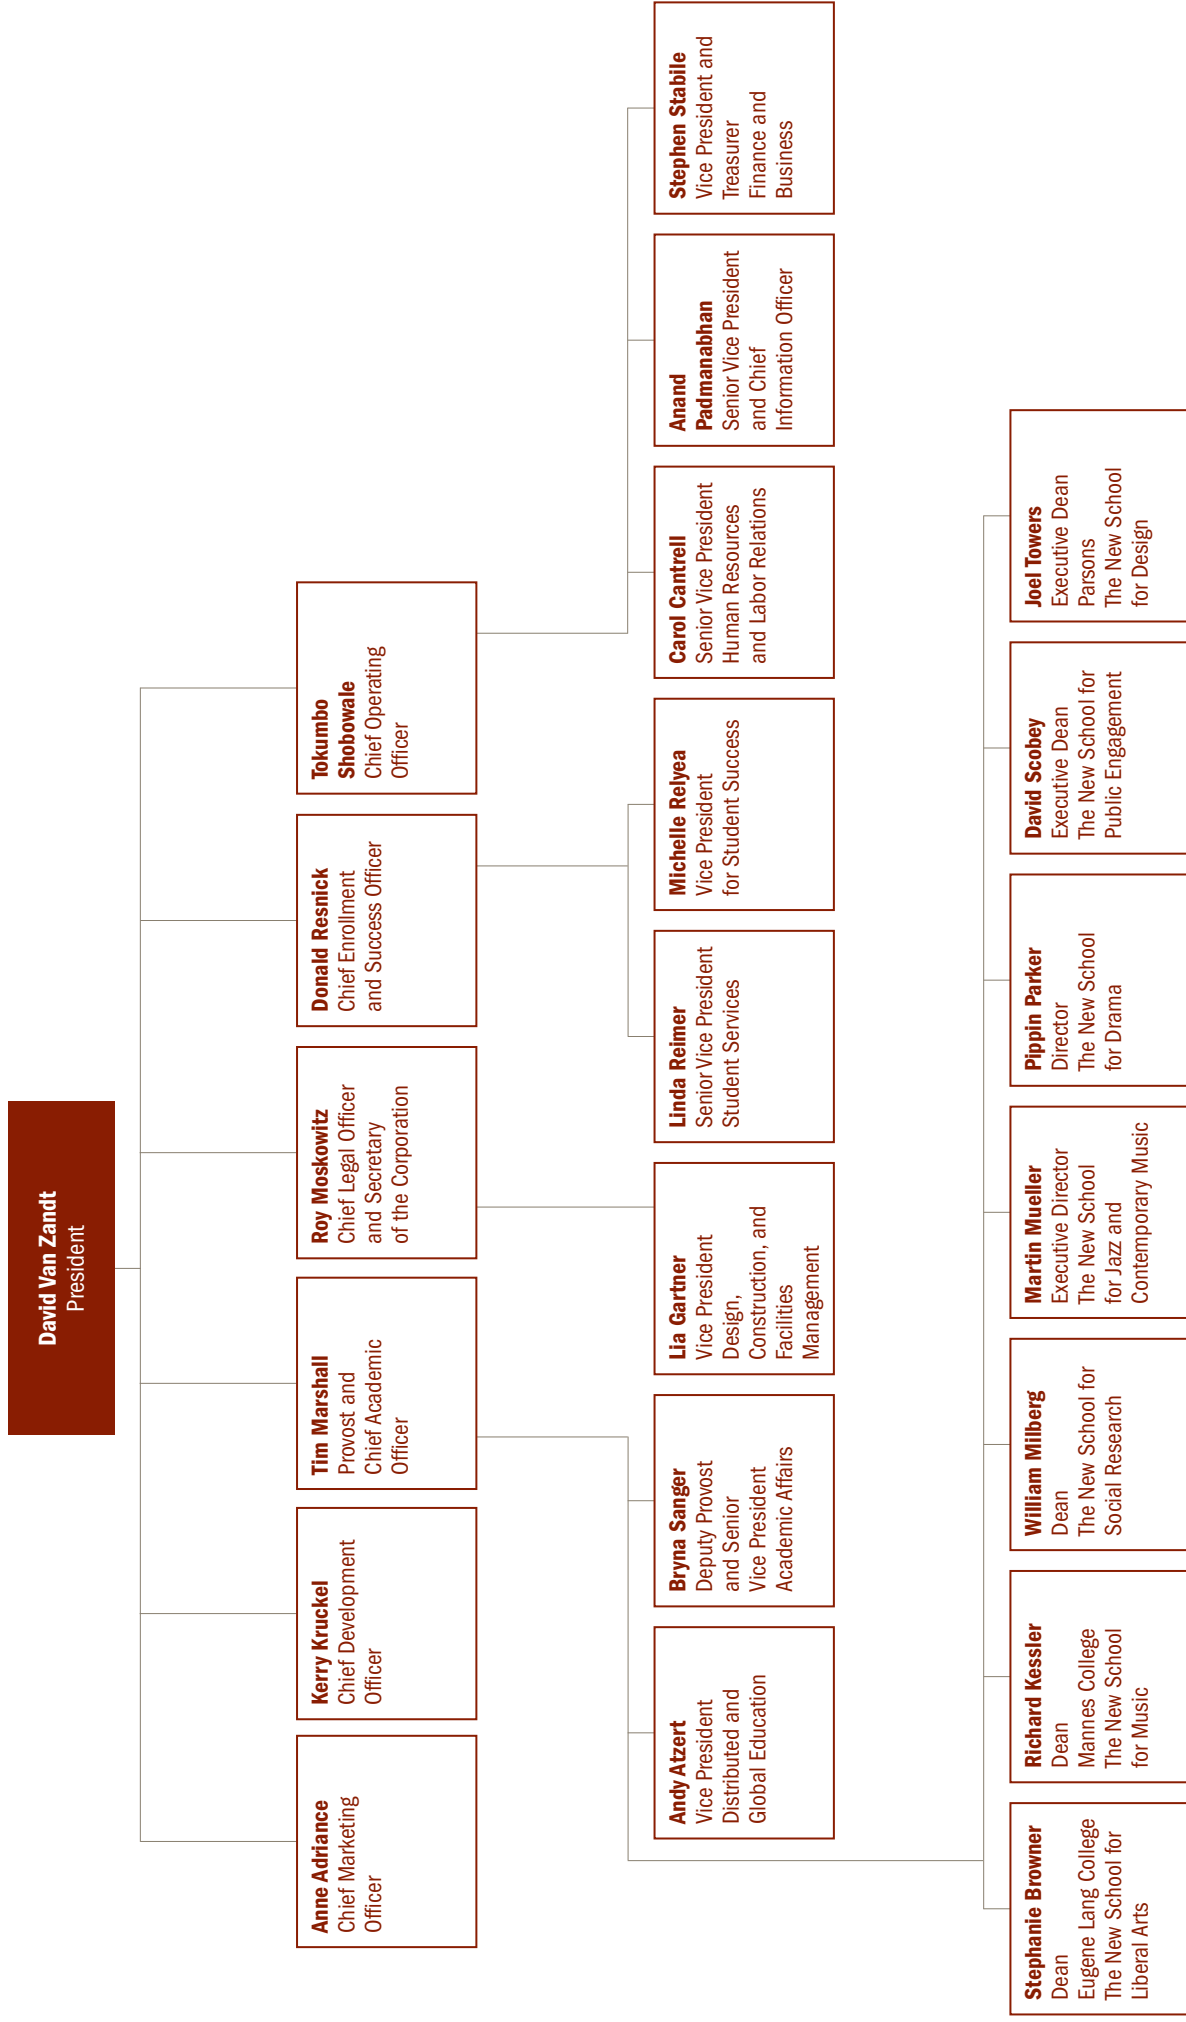 David Van Zandt
President
Anne Adriance
Chief Marketing
Officer
Kerry Kruckel
Chief Development
Officer
Tim Marshall
Provost and
Chief Academic
Officer
Roy Moskowitz
Chief Legal Officer
and Secretary
of the Corporation
Donald Resnick
Chief Enrollment
and Success Officer
Tokumbo
Shobowale
Chief Operating
Officer
Andy Atzert
Vice President
Distributed and
Global Education
Bryna Sanger
Deputy Provost
and Senior
Vice President
Academic Affairs
Lia Gartner
Vice President
Design,
Construction, and
Facilities
Management
Linda Reimer
Senior Vice President
Student Services
Michelle Relyea
Vice President
for Student Success
Carol Cantrell
Senior Vice President
Human Resources
and Labor Relations
Anand
Padmanabhan
Senior Vice President
and Chief
Information Officer
Stephen Stabile
Vice President and
Treasurer
Finance and
Business
Stephanie Browner
Dean
Eugene Lang College
The New School for
Liberal Arts
Richard Kessler
Dean
Mannes College
The New School
for Music
William Milberg
Dean
The New School for
Social Research
Martin Mueller
Executive Director
The New School
for Jazz and
Contemporary Music
Pippin Parker
Director
The New School
for Drama
David Scobey
Executive Dean
The New School for
Public Engagement
Joel Towers
Executive Dean
Parsons
The New School
for Design